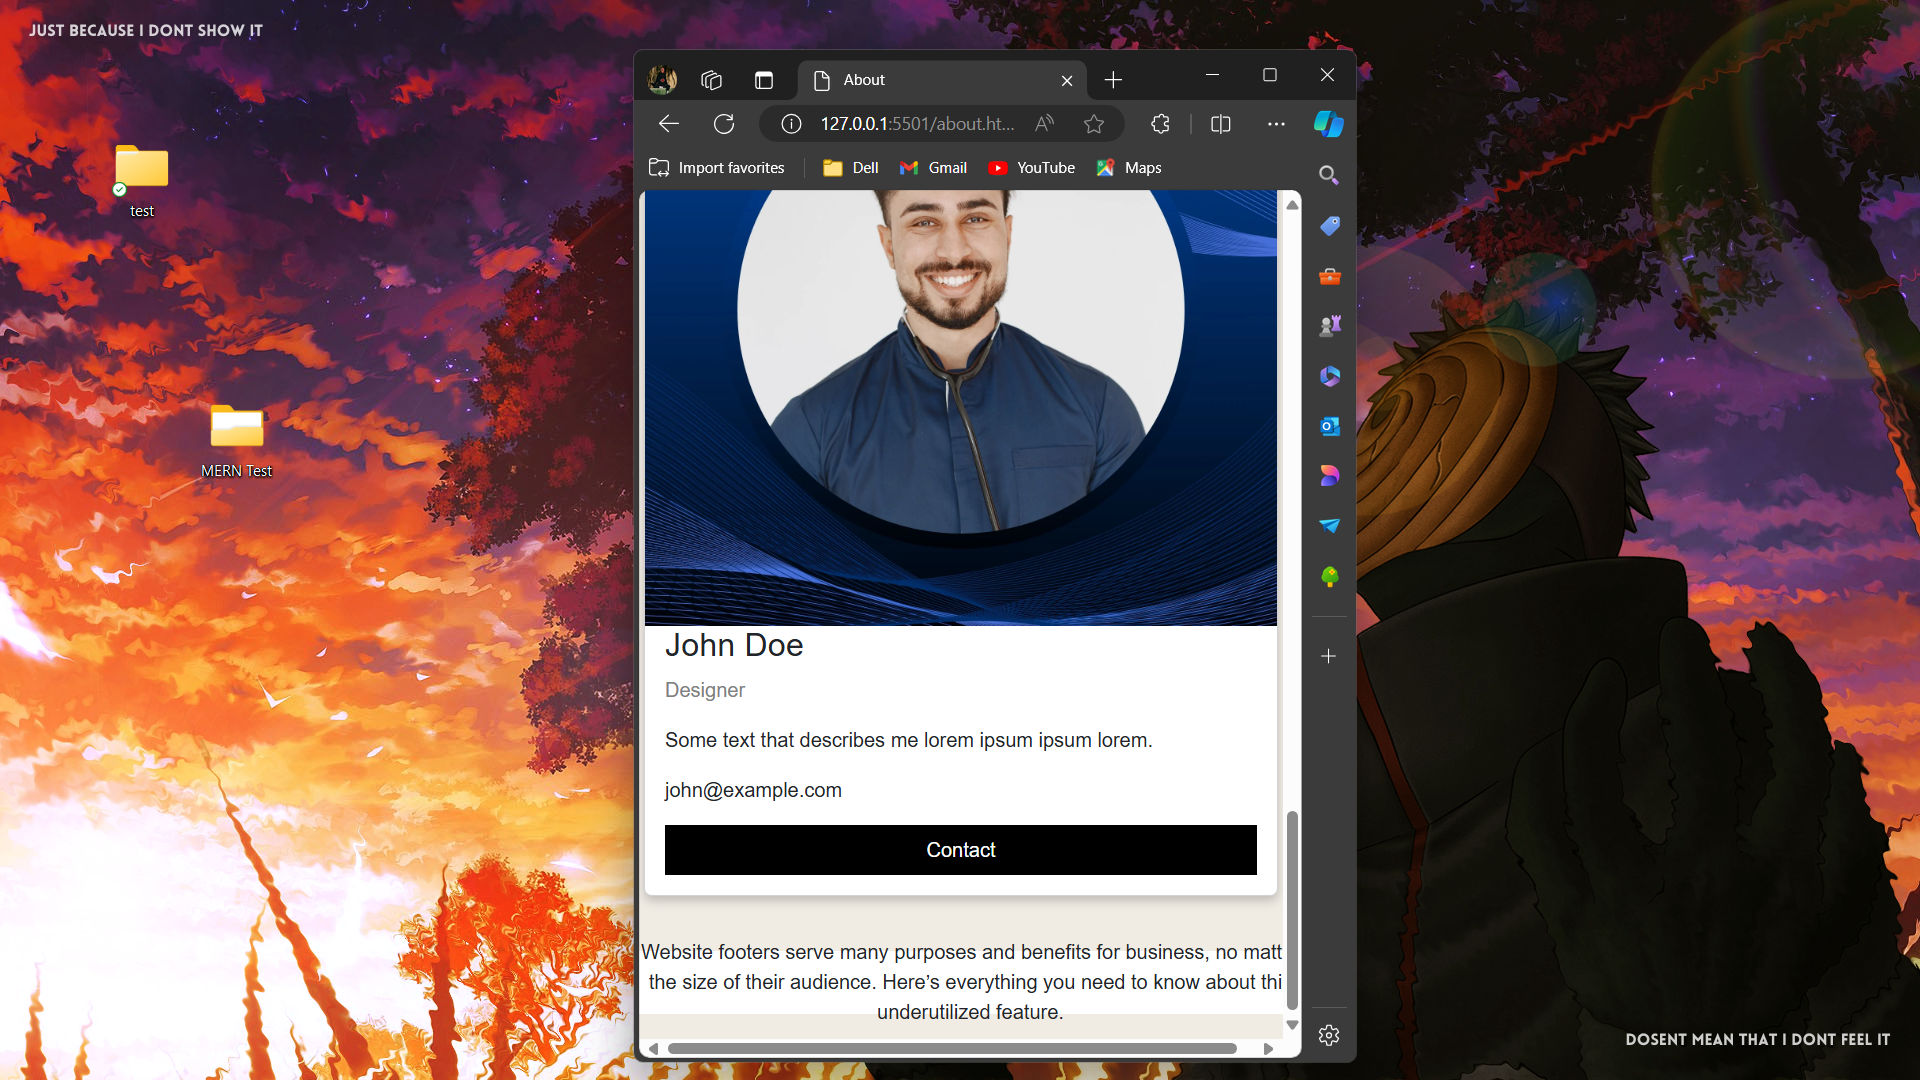 JUST BECAUSE I DONT SHOW IT
About
127.0.0.1:5501/about.ht...
Import favorites
Dell
Gmail
YouTube
Maps
test
MERN Test
John Doe
Designer
Some text that describes me lorem ipsum ipsum lorem.
john@example.com
Contact
Website footers serve many purposes and benefits for business, no matt
the size of their audience. Here’s everything you need to know about thi
underutilized feature.
DOSENT MEAN THAT I DONT FEEL IT